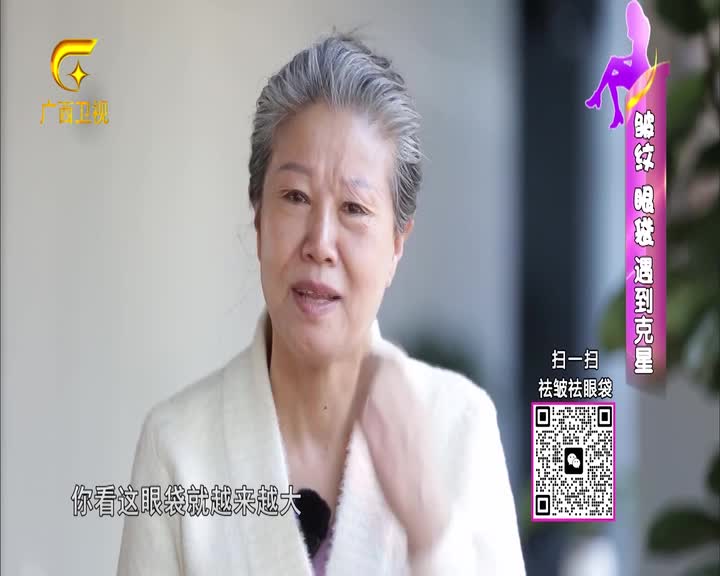 广西卫视
皱纹 眼袋 遇到克星
扫一扫
祛皱祛眼袋
你看这眼袋就越来越大